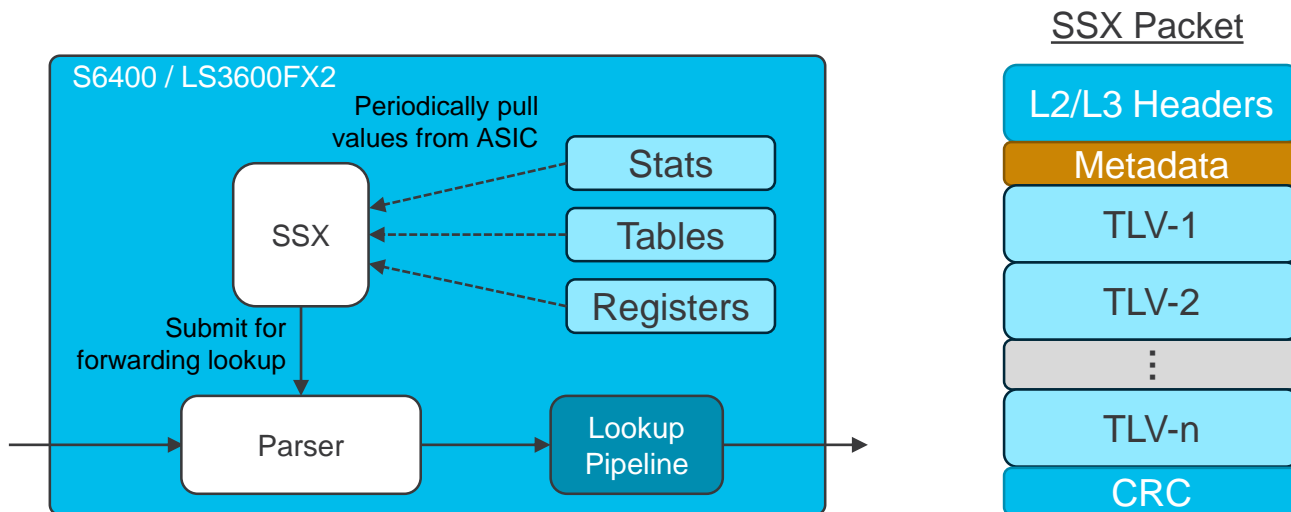 SSX Packet
S6400 / LS3600FX2
Periodically pull
values from ASIC
Stats
SSX
Tables
Registers
Submit for
forwarding lookup
Parser
Lookup
Pipeline
L2/L3 Headers
Metadata
TLV-1
TLV-2
⋮
TLV-n
CRC